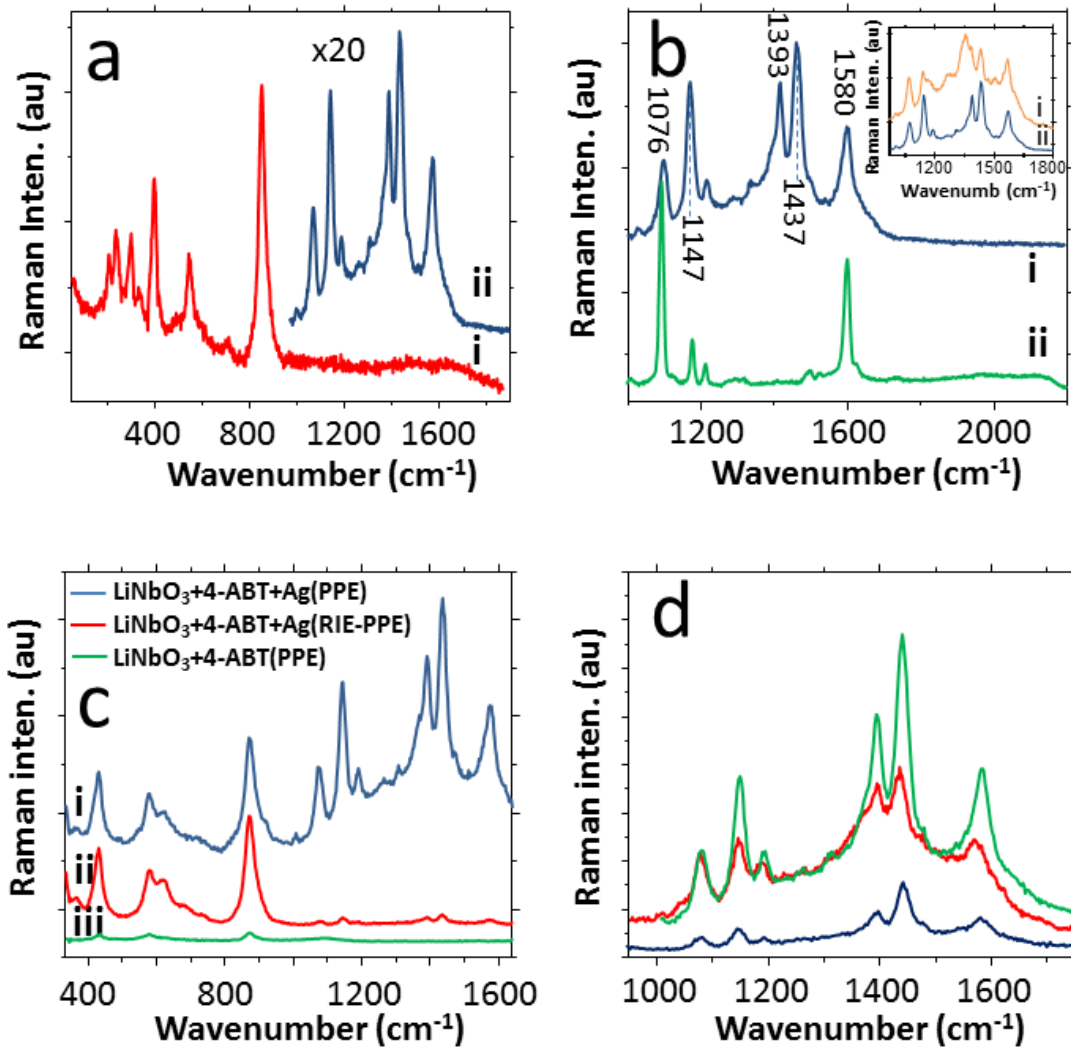 a
x20
ii
i
Raman Inten. (au)
400 800 1200 1600
Wavenumber (cm-1)
b
1076
1147
1393
1437
1580
i
ii
Raman Inten. (au)
1200 2000 1600
Wavenumber (cm-1)
Raman Inten. (au)
i
ii
1200 1500 1800
Wavenumb (cm-1)
LiNbO3+4-ABT+Ag(PPE)
LiNbO3+4-ABT+Ag(RIE-PPE)
LiNbO3+4-ABT(PPE)
c
i
ii
iii
Raman inten. (au)
400 800 1200 1600
Wavenumber (cm-1)
d
Raman inten. (au)
1000 1200 1400 1600
Wavenumber (cm-1)